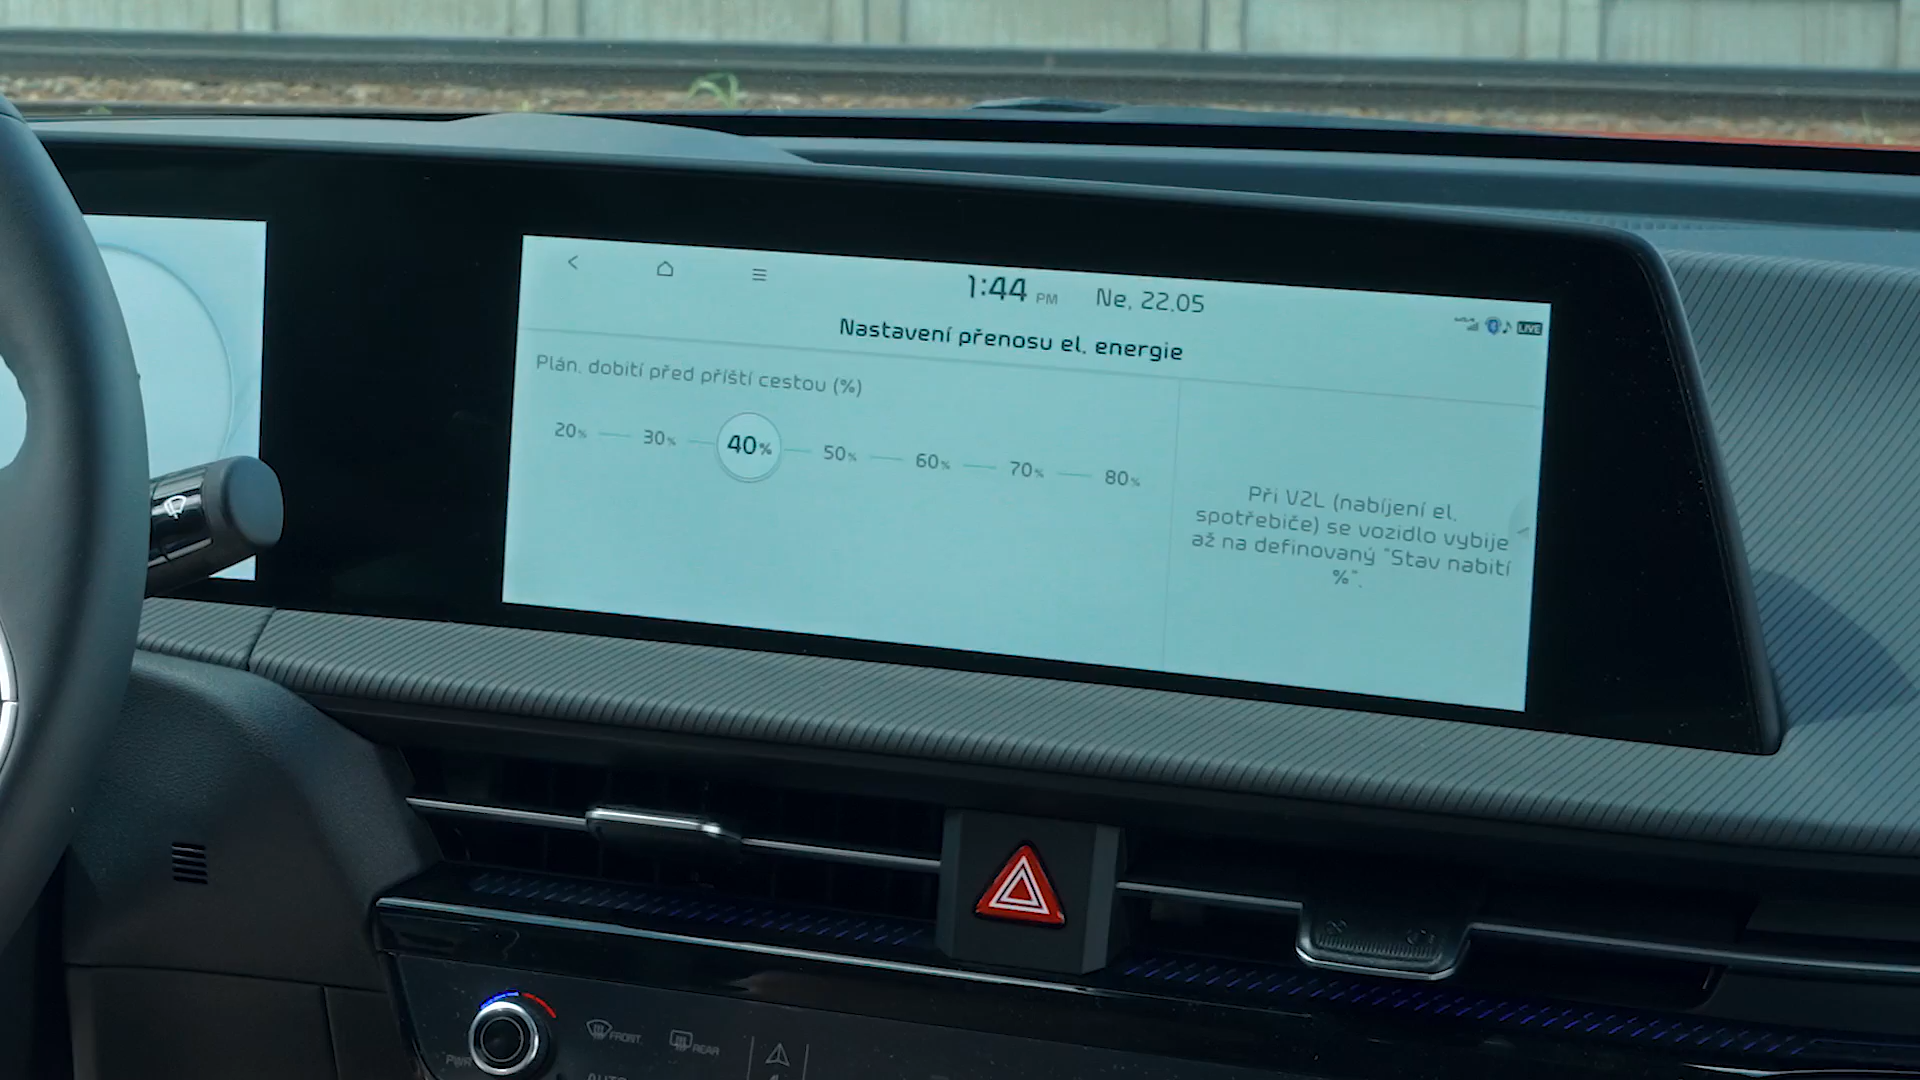 1:44 PM Ne, 22.05
LIVE
Nastavení přenosu el. energie
Plán. dobití před příští cestou (%)
20% 30% 40% 50% 60% 70% 80%
Při V2L (nabíjení el.
spotřebiče) se vozidlo vybije
až na definovaný "Stav nabití
%".
FRONT
REAR